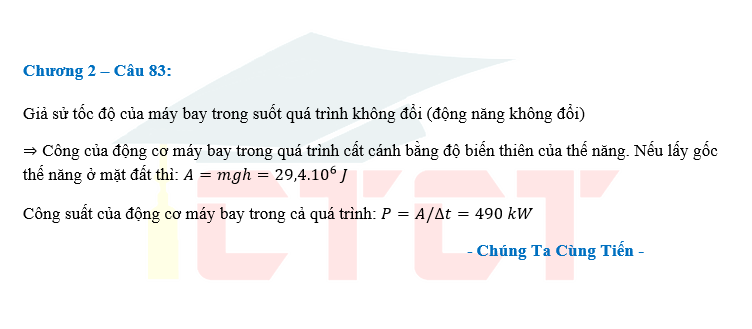 Chương 2 – Câu 83:
Giả sử tốc độ của máy bay trong suốt quá trình không đổi (động năng không đổi)
⇒ Công của động cơ máy bay trong quá trình cất cánh bằng độ biến thiên của thế năng. Nếu lấy gốc
thế năng ở mặt đất thì: A = mgh = 29,4.10⁶ J
Công suất của động cơ máy bay trong cả quá trình: P = A/Δt = 490 kW
- Chúng Ta Cùng Tiến -
CTCT